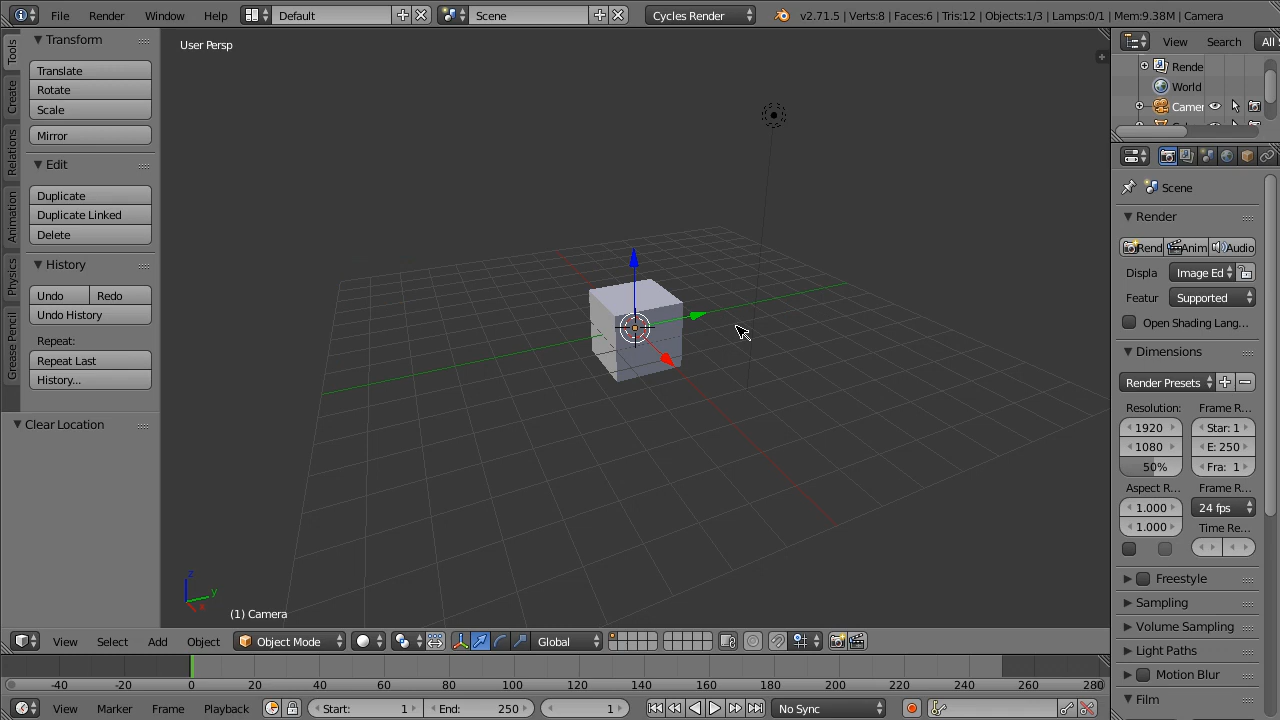 File Render Window Help Default Scene Cycles Render v2.71.5 | Verts:8 | Faces:6 | Tris:12 | Objects:1/3 | Lamps:0/1 | Mem:9.38M | Camera
Tools
Create
Relations
Animation
Physics
Grease Pencil
Transform
Translate
Rotate
Scale
Mirror
Edit
Duplicate
Duplicate Linked
Delete
History
Undo Redo
Undo History
Repeat:
Repeat Last
History...
Clear Location
User Persp
z
y
x
(1) Camera
View Select Add Object Object Mode Global
-40 -20 0 20 40 60 80 100 120 140 160 180 200 220 240 260 280
View Marker Frame Playback Start: 1 End: 250 1 No Sync
View Search All
Rende
World
Camer
Scene
Render
Rend Anim Audio
Displa Image Ed
Featur Supported
Open Shading Lang...
Dimensions
Render Presets
Resolution: Frame R...
1920 Star: 1
1080 E: 250
50% Fra: 1
Aspect R... Frame R...
1.000 24 fps
1.000 Time Re...
Freestyle
Sampling
Volume Sampling
Light Paths
Motion Blur
Film